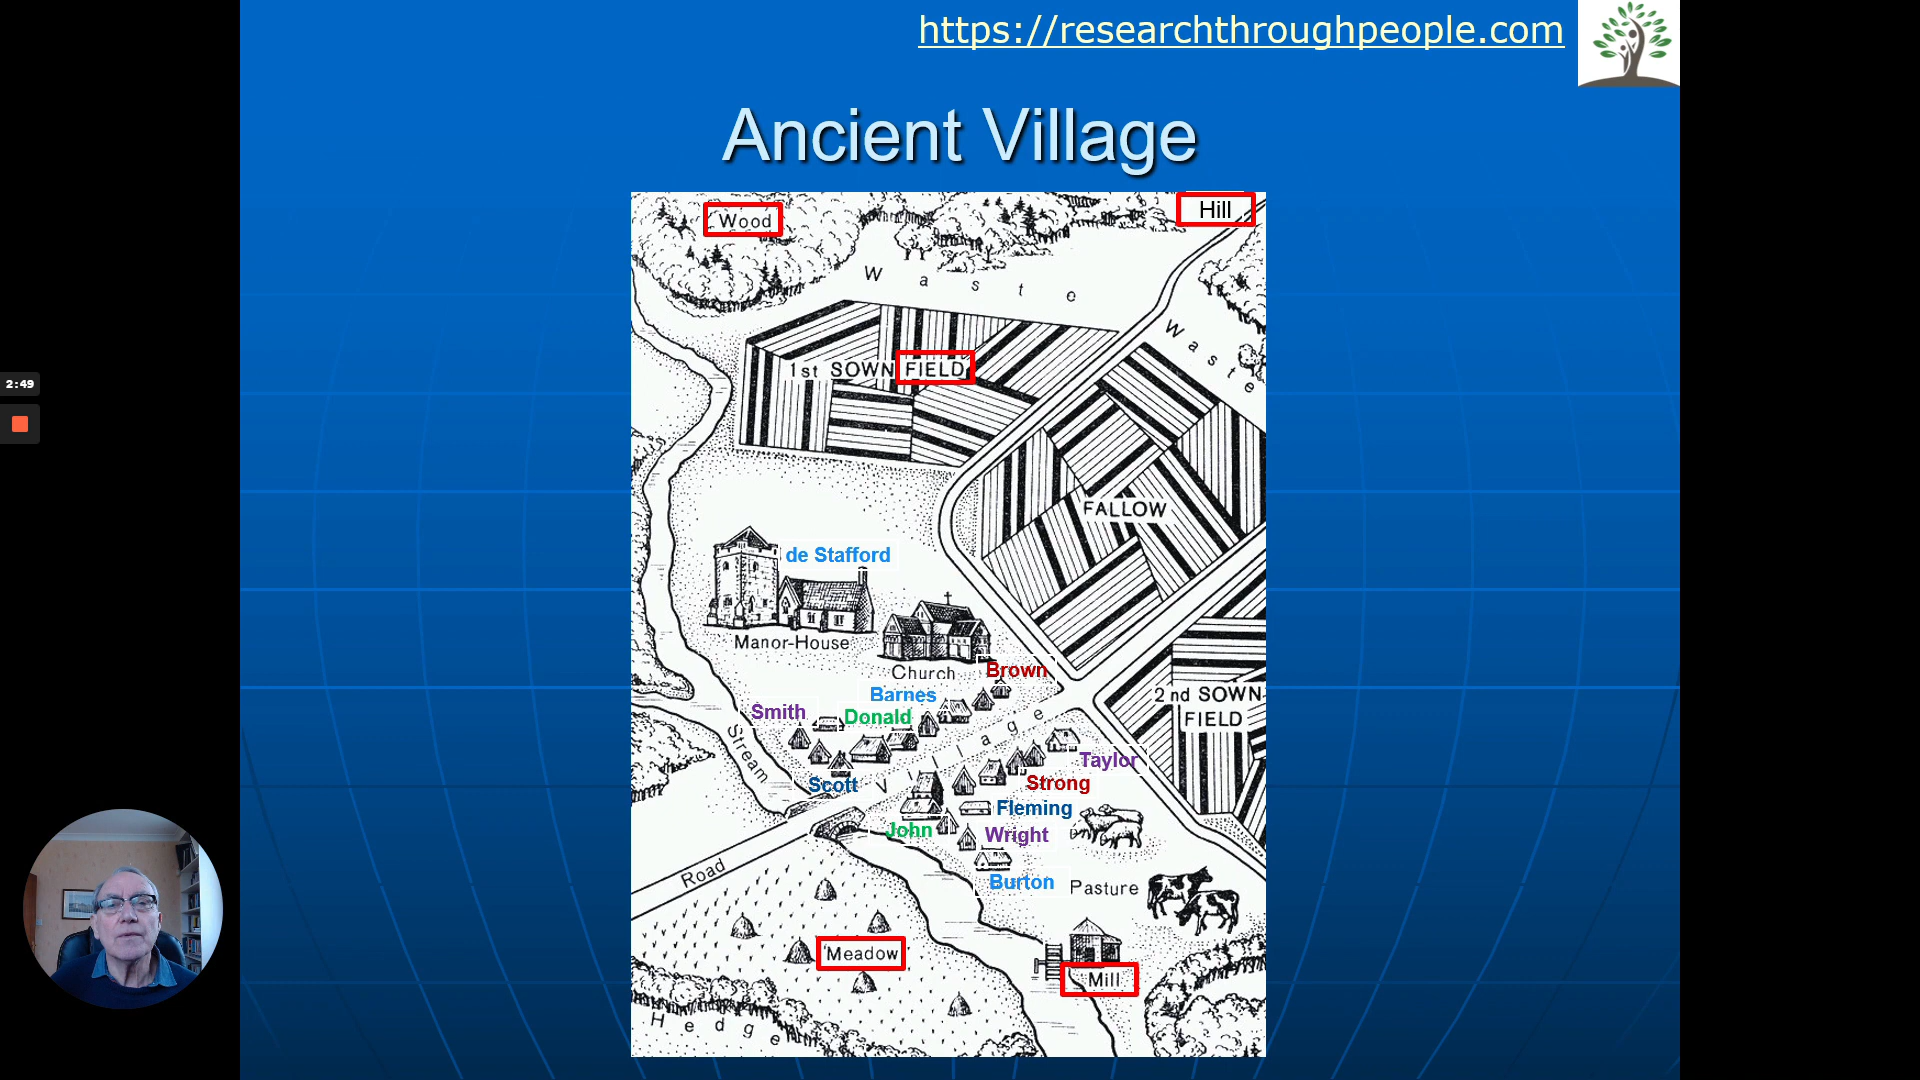 https://researchthroughpeople.com
Ancient Village
Wood
Hill
Waste
Waste
1st SOWN FIELD
2:49
FALLOW
de Stafford
Manor-House
Church
Brown
Barnes
2nd SOWN
FIELD
Smith
Donald
Village
Stream
Taylor
Scott
Strong
Fleming
John
Wright
Road
Burton
Pasture
Meadow
Mill
Hedge